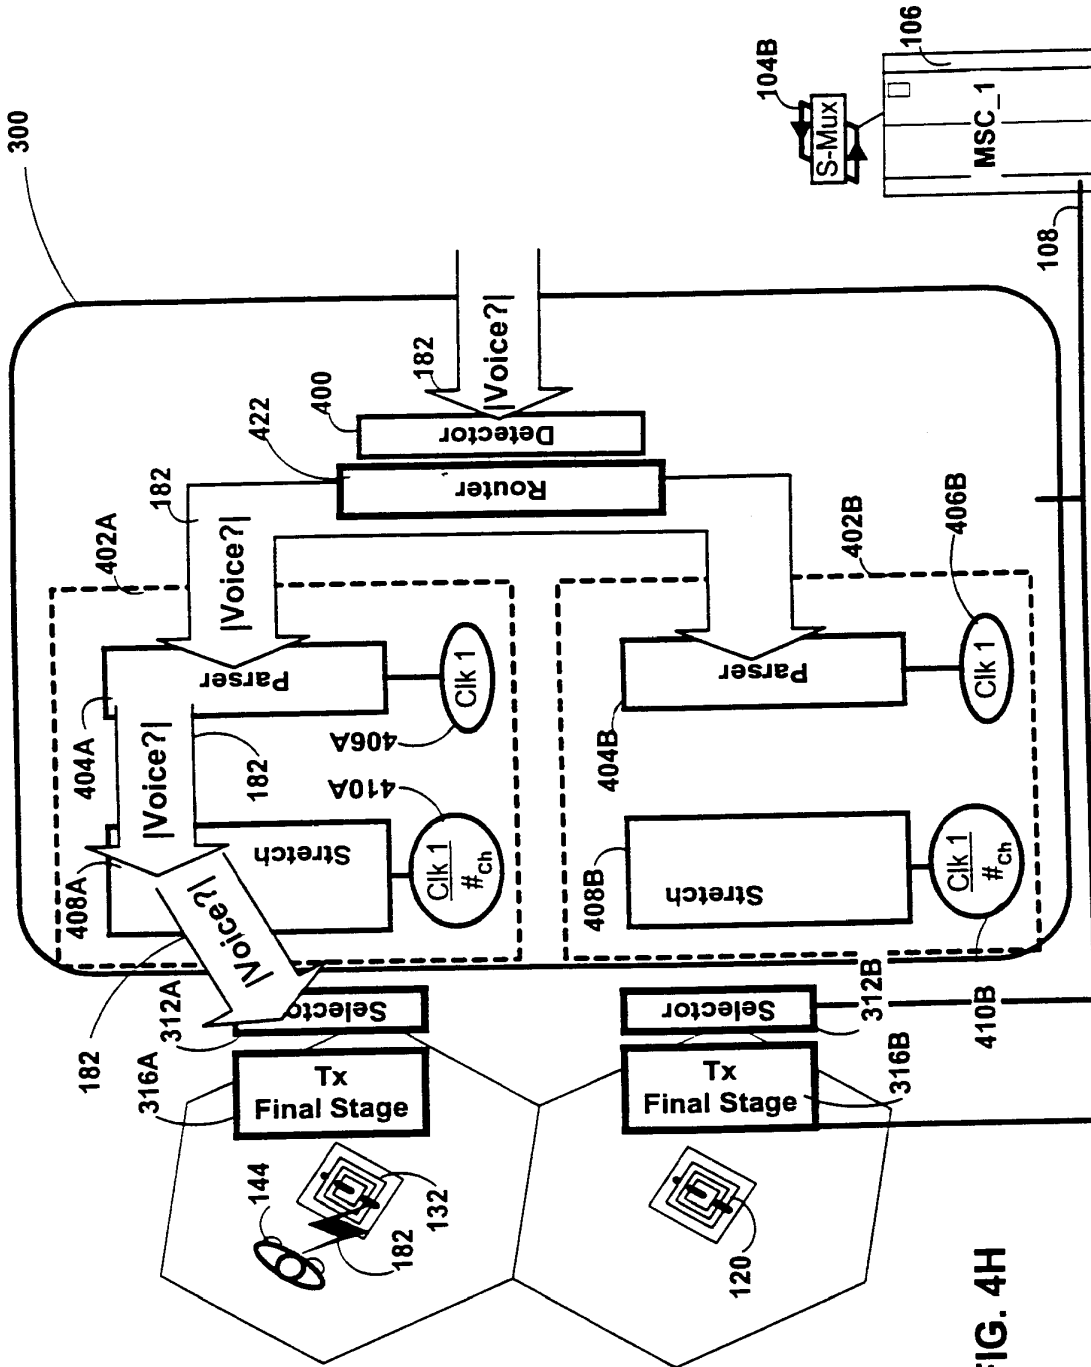 300
182
|Voice?|
400
Detector
422
Router
182
|Voice?|
402A
Parser
404A
Clk 1
406A
|Voice?|
182
Stretch
408A
Clk 1
#Ch
410A
|Voice?|
182
402B
Parser
404B
Clk 1
406B
Stretch
408B
Clk 1
#Ch
410B
Selector
312A
Tx
Final Stage
316A
Selector
312B
Tx
Final Stage
316B
144
132
182
120
104B
S-Mux
106
MSC_1
108
FIG. 4H